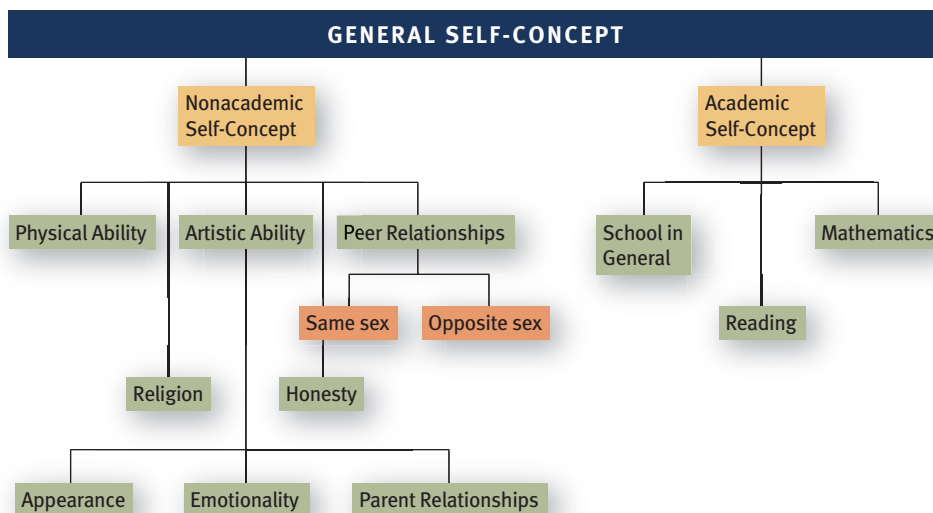 GENERAL SELF-CONCEPT
Nonacademic
Self-Concept
Academic
Self-Concept
Physical Ability
Artistic Ability
Peer Relationships
School in
General
Mathematics
Same sex
Opposite sex
Reading
Religion
Honesty
Appearance
Emotionality
Parent Relationships